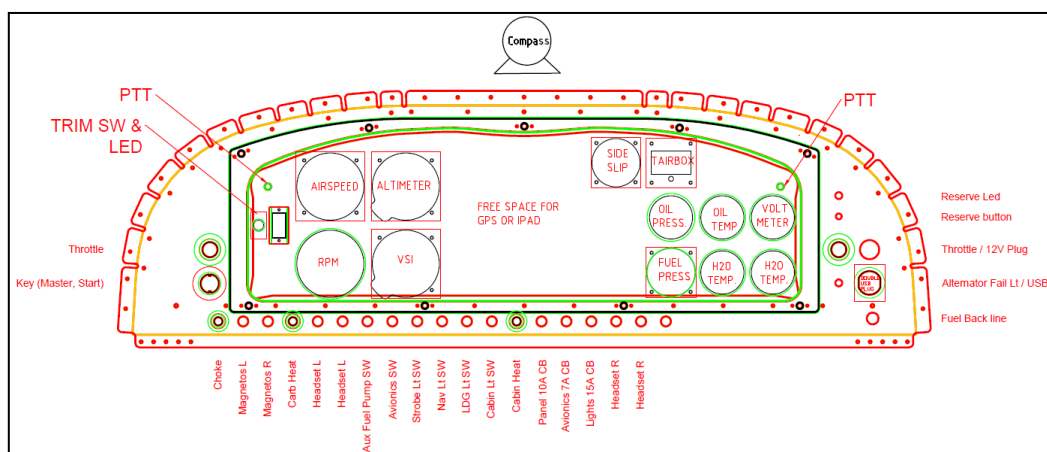 Compass
PTT
PTT
TRIM SW &
LED
SIDE
SLIP
TAIRBOX
AIRSPEED
ALTIMETER
FREE SPACE FOR
GPS OR IPAD
OIL
PRESS.
OIL
TEMP
VOLT
METER
Reserve Led
Reserve button
Throttle
Throttle / 12V Plug
RPM
VSI
FUEL
PRESS
H2O
TEMP.
H2O
TEMP.
Key (Master, Start)
DOUBLE
USB
PLUG
Alternator Fail Lt / USB
Fuel Back line
Choke
Magnetos L
Magnetos R
Carb Heat
Headset L
Headset L
Aux Fuel Pump SW
Avionics SW
Strobe Lt SW
Nav Lt SW
LDG Lt SW
Cabin Lt SW
Cabin Heat
Panel 10A CB
Avionics 7A CB
Lights 15A CB
Headset R
Headset R